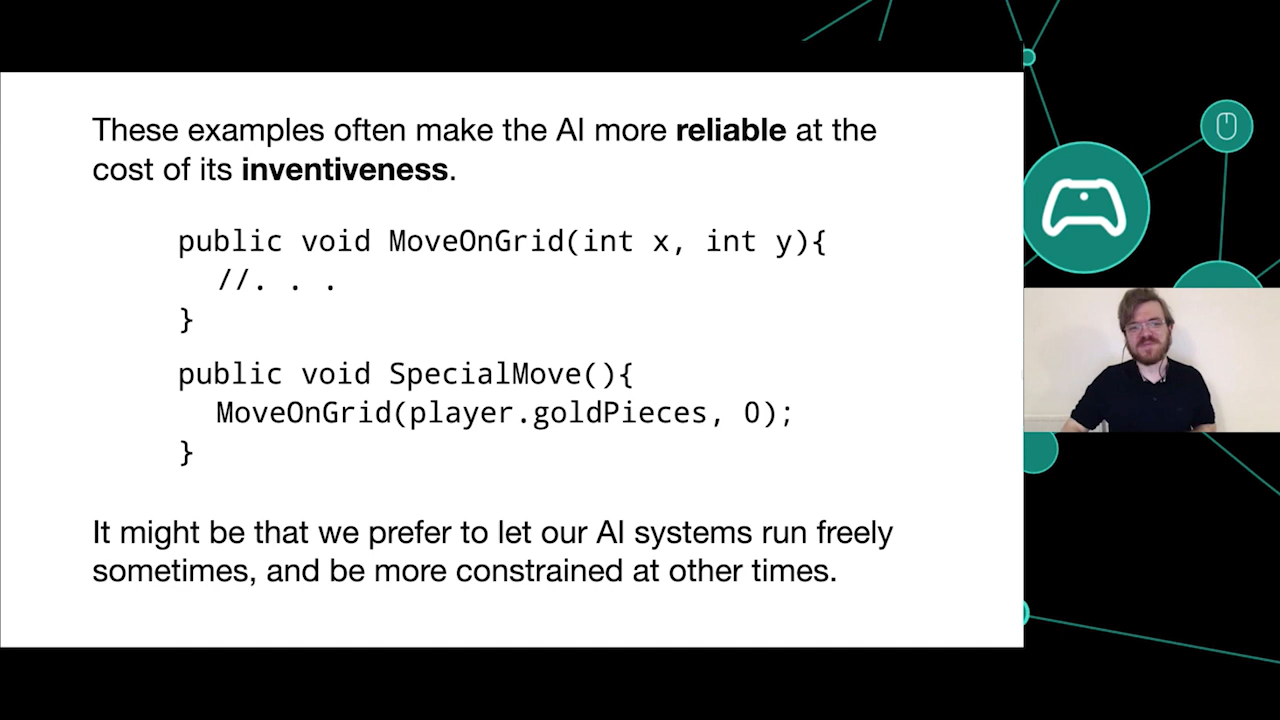 These examples often make the AI more reliable at the
cost of its inventiveness.
public void MoveOnGrid(int x, int y){
//. . .
}
public void SpecialMove(){
MoveOnGrid(player.goldPieces, 0);
}
It might be that we prefer to let our AI systems run freely
sometimes, and be more constrained at other times.